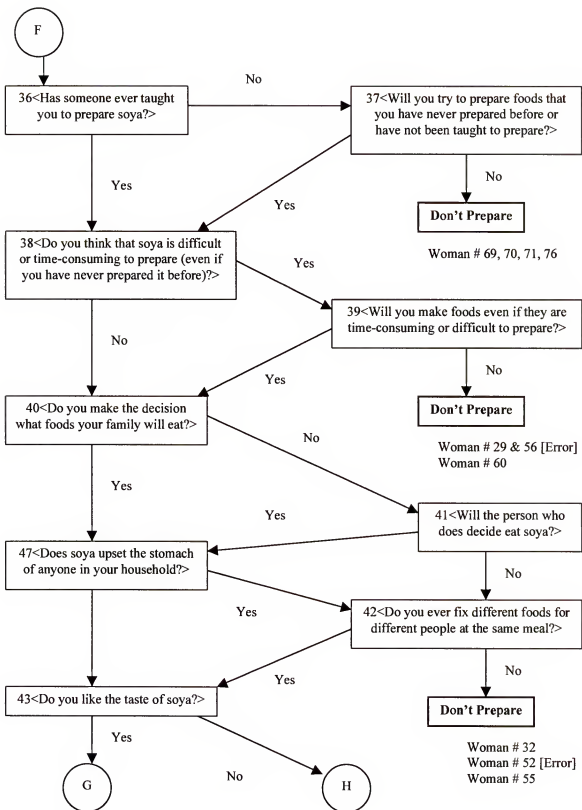 F
No
36<Has someone ever taught
you to prepare soya?>
37<Will you try to prepare foods that
you have never prepared before or
have not been taught to prepare?>
Yes
Yes
No
Don't Prepare
Woman # 69, 70, 71, 76
38<Do you think that soya is difficult
or time-consuming to prepare (even if
you have never prepared it before)?>
Yes
39<Will you make foods even if they are
time-consuming or difficult to prepare?>
No
Yes
No
Don't Prepare
Woman # 29 & 56 [Error]
Woman # 60
40<Do you make the decision
what foods your family will eat?>
No
Yes
Yes
41<Will the person who
does decide eat soya?>
47<Does soya upset the stomach
of anyone in your household?>
No
Yes
42<Do you ever fix different foods for
different people at the same meal?>
Yes
No
43<Do you like the taste of soya?>
Don't Prepare
Woman # 32
Woman # 52 [Error]
Woman # 55
Yes
No
G
H